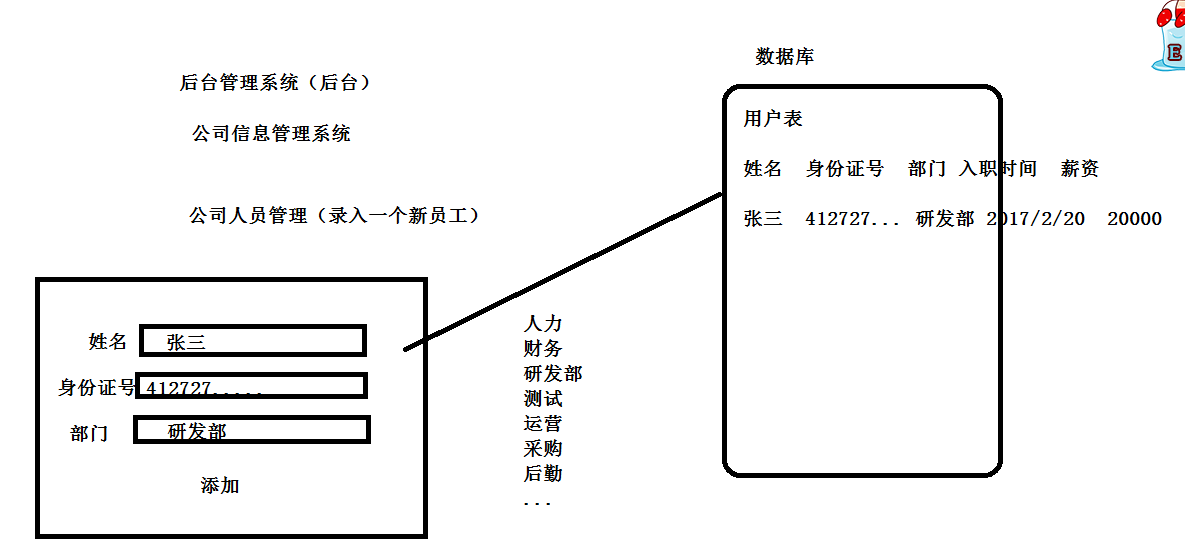 后台管理系统（后台）
公司信息管理系统
公司人员管理（录入一个新员工）
姓名 张三
身份证号 412727.....
部门 研发部
添加
人力
财务
研发部
测试
运营
采购
后勤
...
数据库
用户表
姓名 身份证号 部门 入职时间 薪资
张三 412727... 研发部 2017/2/20 20000
E